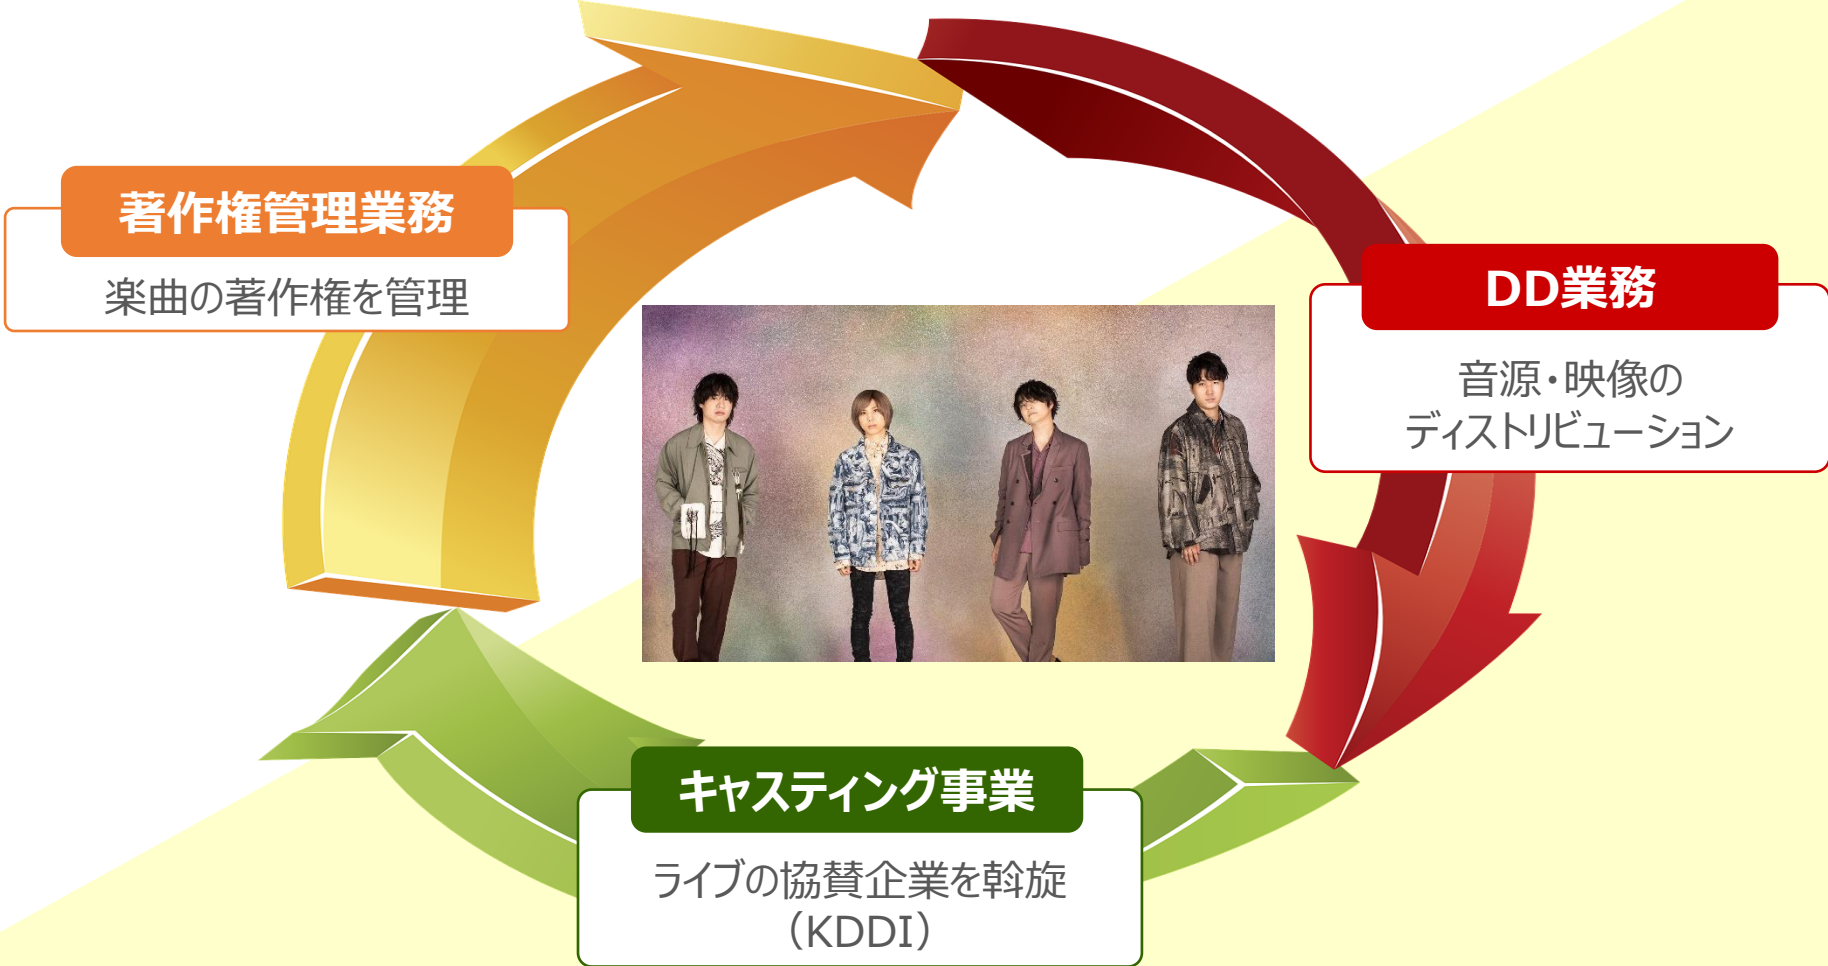 著作権管理業務
楽曲の著作権を管理
DD業務
音源・映像の
ディストリビューション
キャスティング事業
ライブの協賛企業を斡旋
（KDDI）